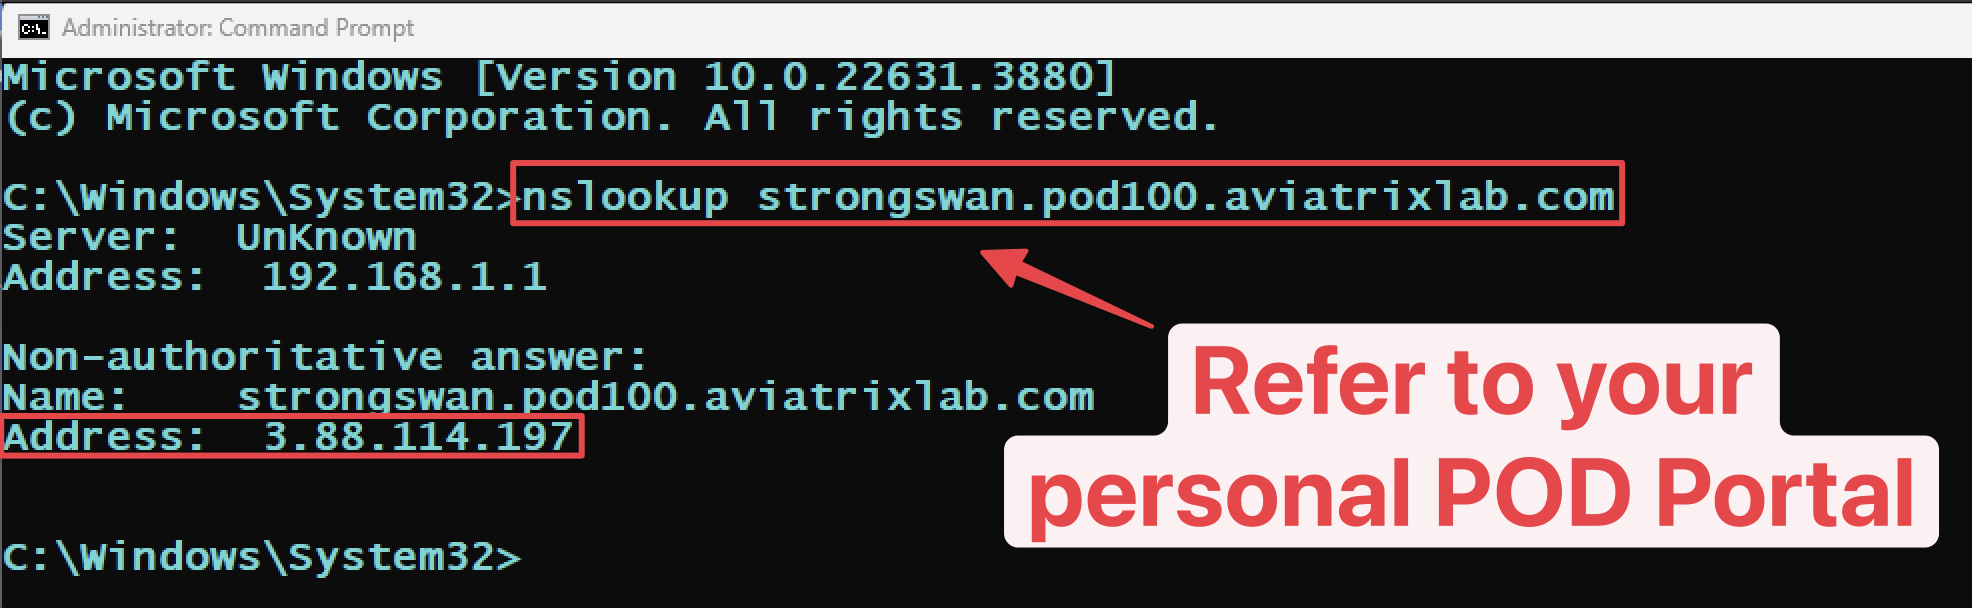 Administrator: Command Prompt
Microsoft Windows [Version 10.0.22631.3880]
(c) Microsoft Corporation. All rights reserved.
C:\Windows\System32>nslookup strongswan.pod100.aviatrixlab.com
Server:  UnKnown
Address:  192.168.1.1
Non-authoritative answer:
Name:    strongswan.pod100.aviatrixlab.com
Address:  3.88.114.197
C:\Windows\System32>
Refer to your
personal POD Portal